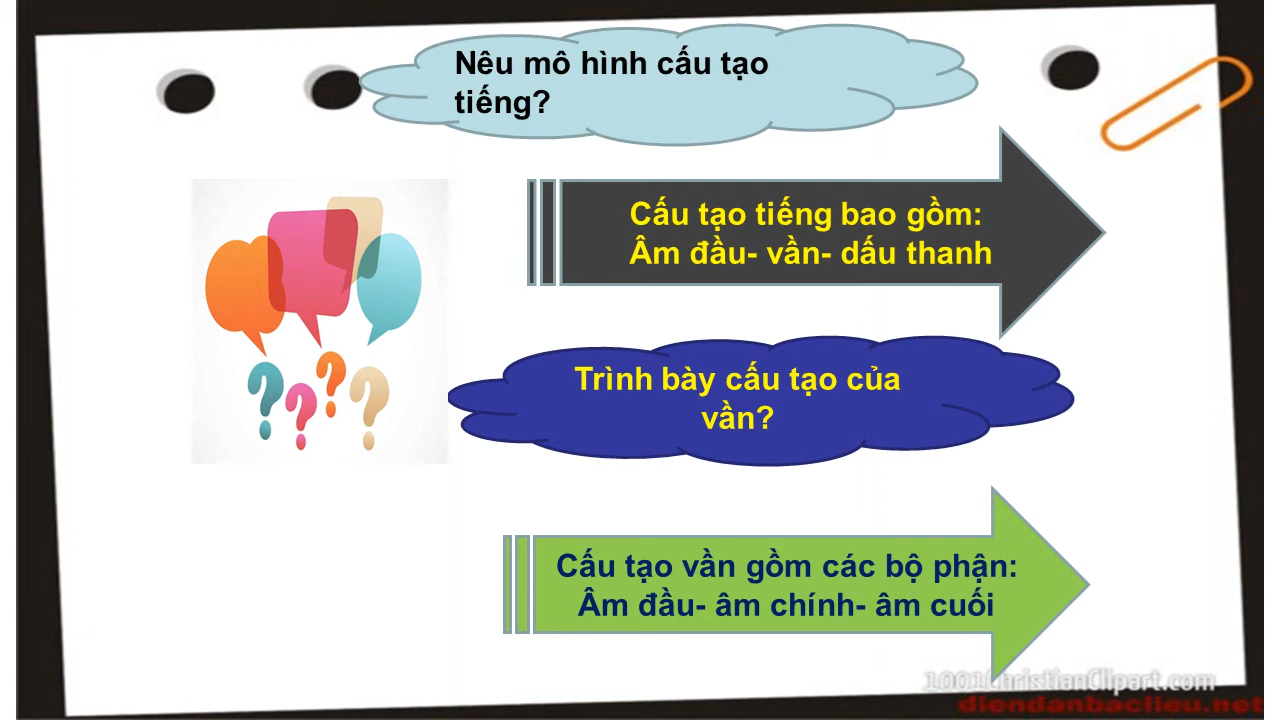 Nêu mô hình cấu tạo
tiếng?
Cấu tạo tiếng bao gồm:
Âm đầu- vần- dấu thanh
Trình bày cấu tạo của
vần?
Cấu tạo vần gồm các bộ phận:
Âm đầu- âm chính- âm cuối
1001ChristianClipart.com
diendanbaclieu.net